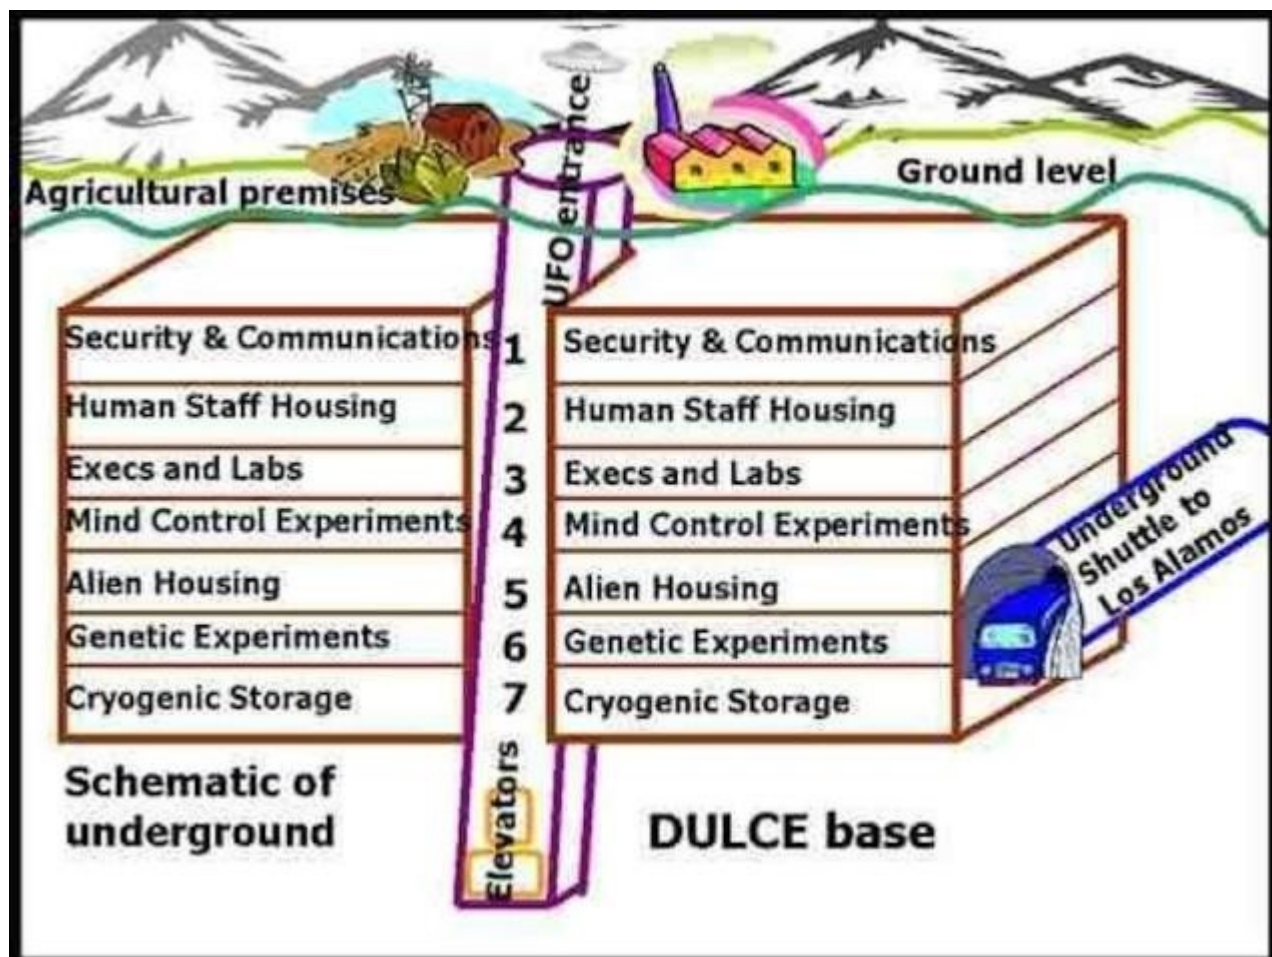 UFO entrance
Agricultural premises
Ground level
Security & Communications
1
Security & Communications
Human Staff Housing
2
Human Staff Housing
Execs and Labs
3
Execs and Labs
Mind Control Experiments
4
Mind Control Experiments
Alien Housing
5
Alien Housing
Genetic Experiments
6
Genetic Experiments
Cryogenic Storage
7
Cryogenic Storage
Underground
Shuttle to
Los Alamos
Elevators
Schematic of
underground
DULCE base